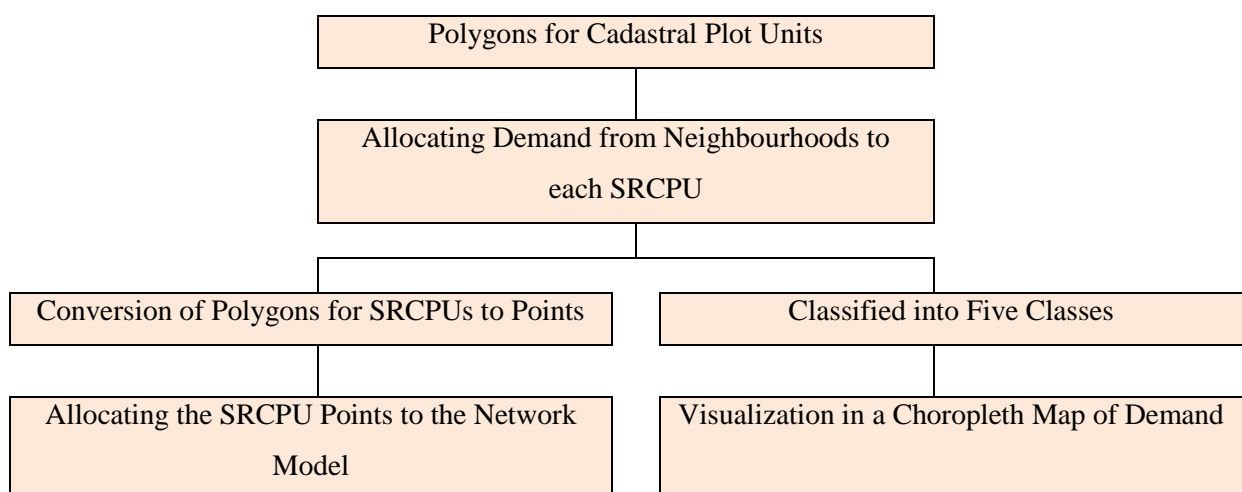 Polygons for Cadastral Plot Units
Allocating Demand from Neighbourhoods to
each SRCPU
Conversion of Polygons for SRCPUs to Points
Classified into Five Classes
Allocating the SRCPU Points to the Network
Model
Visualization in a Choropleth Map of Demand